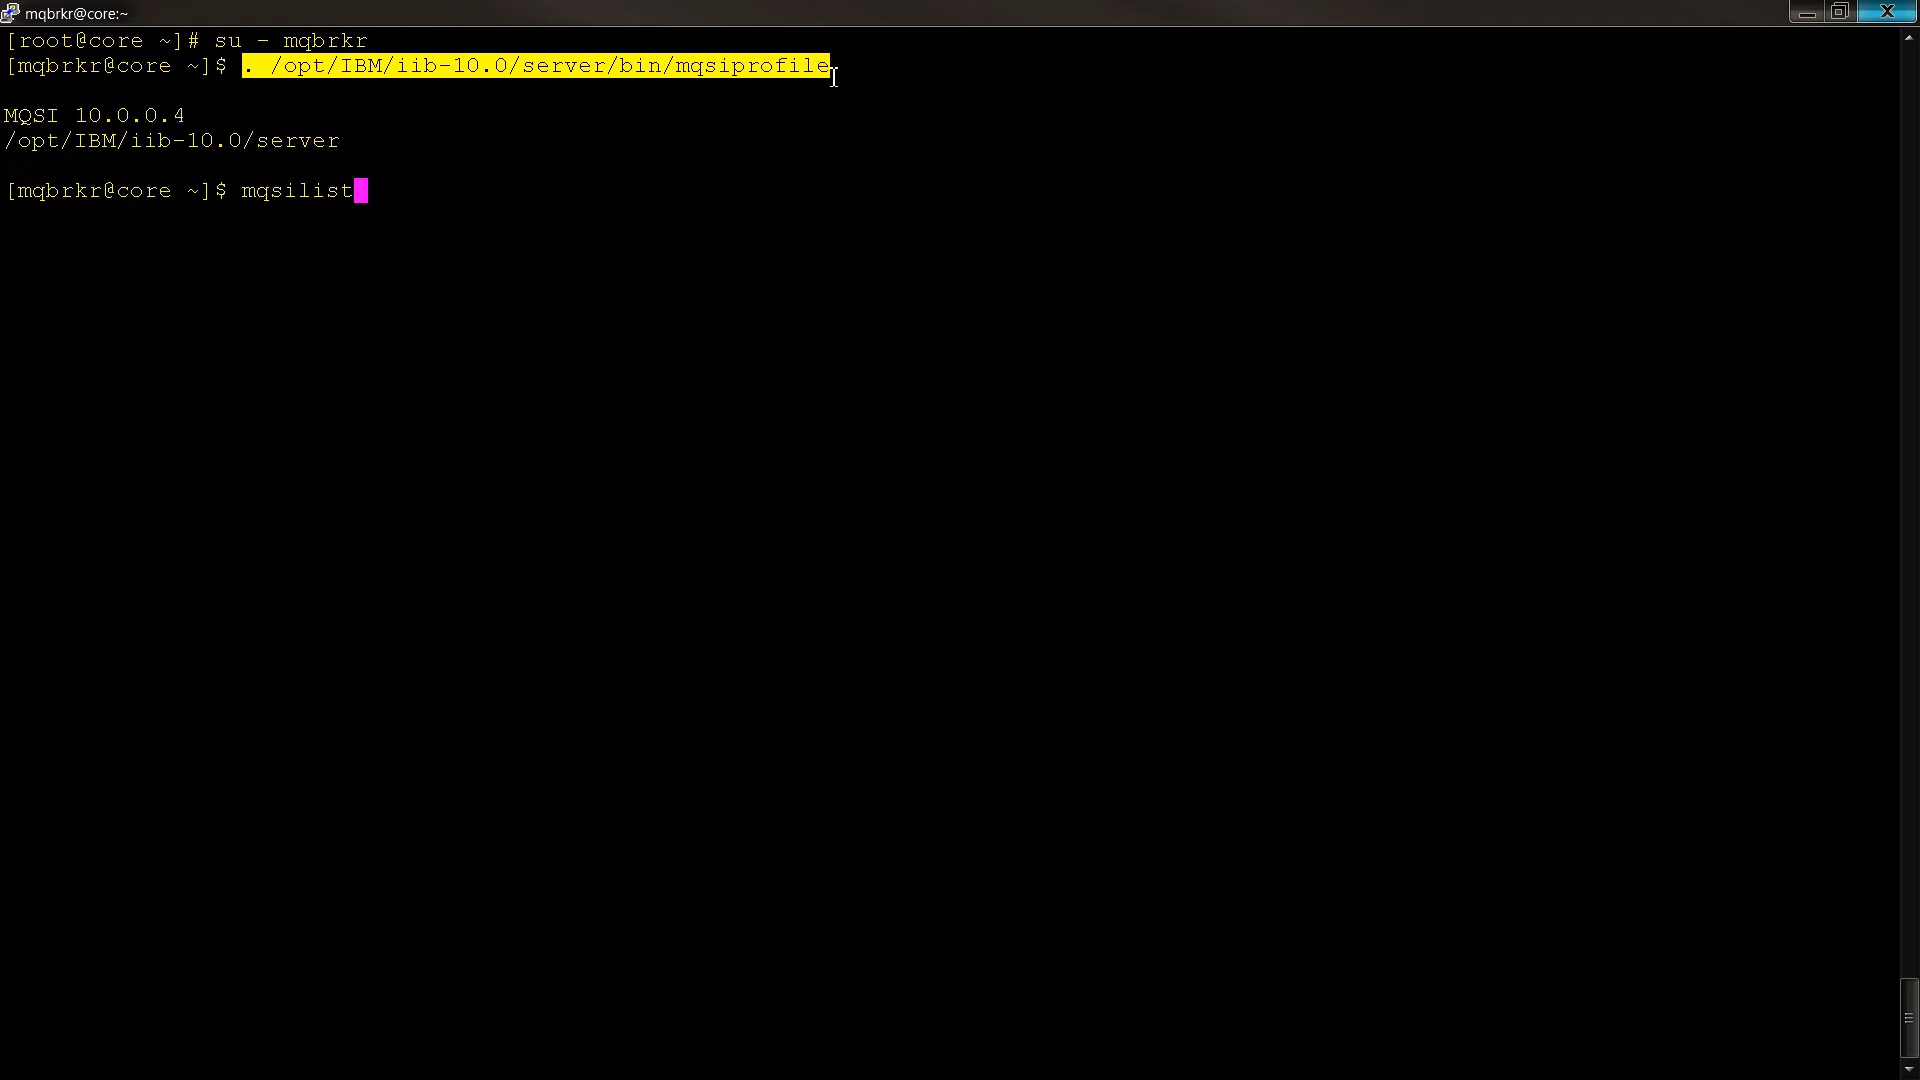 mqbrkr@core:~
[root@core ~]# su - mqbrkr
[mqbrkr@core ~]$ . /opt/IBM/iib-10.0/server/bin/mqsiprofile
MQSI 10.0.0.4
/opt/IBM/iib-10.0/server
[mqbrkr@core ~]$ mqsilist